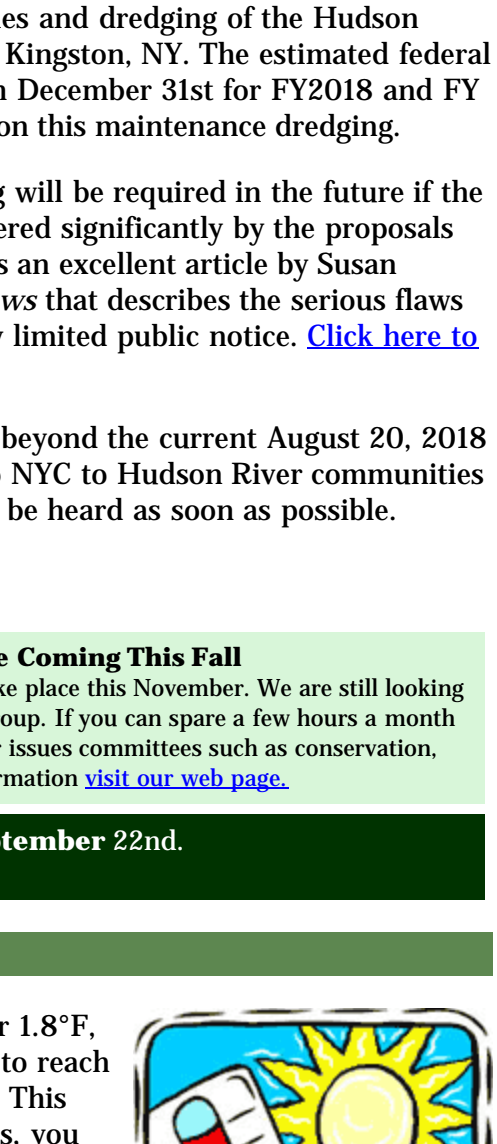 les and dredging of the Hudson
Kingston, NY. The estimated federal
December 31st for FY2018 and FY
on this maintenance dredging.
will be required in the future if the
ered significantly by the proposals
s an excellent article by Susan
ws that describes the serious flaws
limited public notice. Click here to
beyond the current August 20, 2018
NYC to Hudson River communities
be heard as soon as possible.
e Coming This Fall
ke place this November. We are still looking
oup. If you can spare a few hours a month
r issues committees such as conservation,
rmation visit our web page.
tember 22nd.
r 1.8°F,
to reach
This
s, you